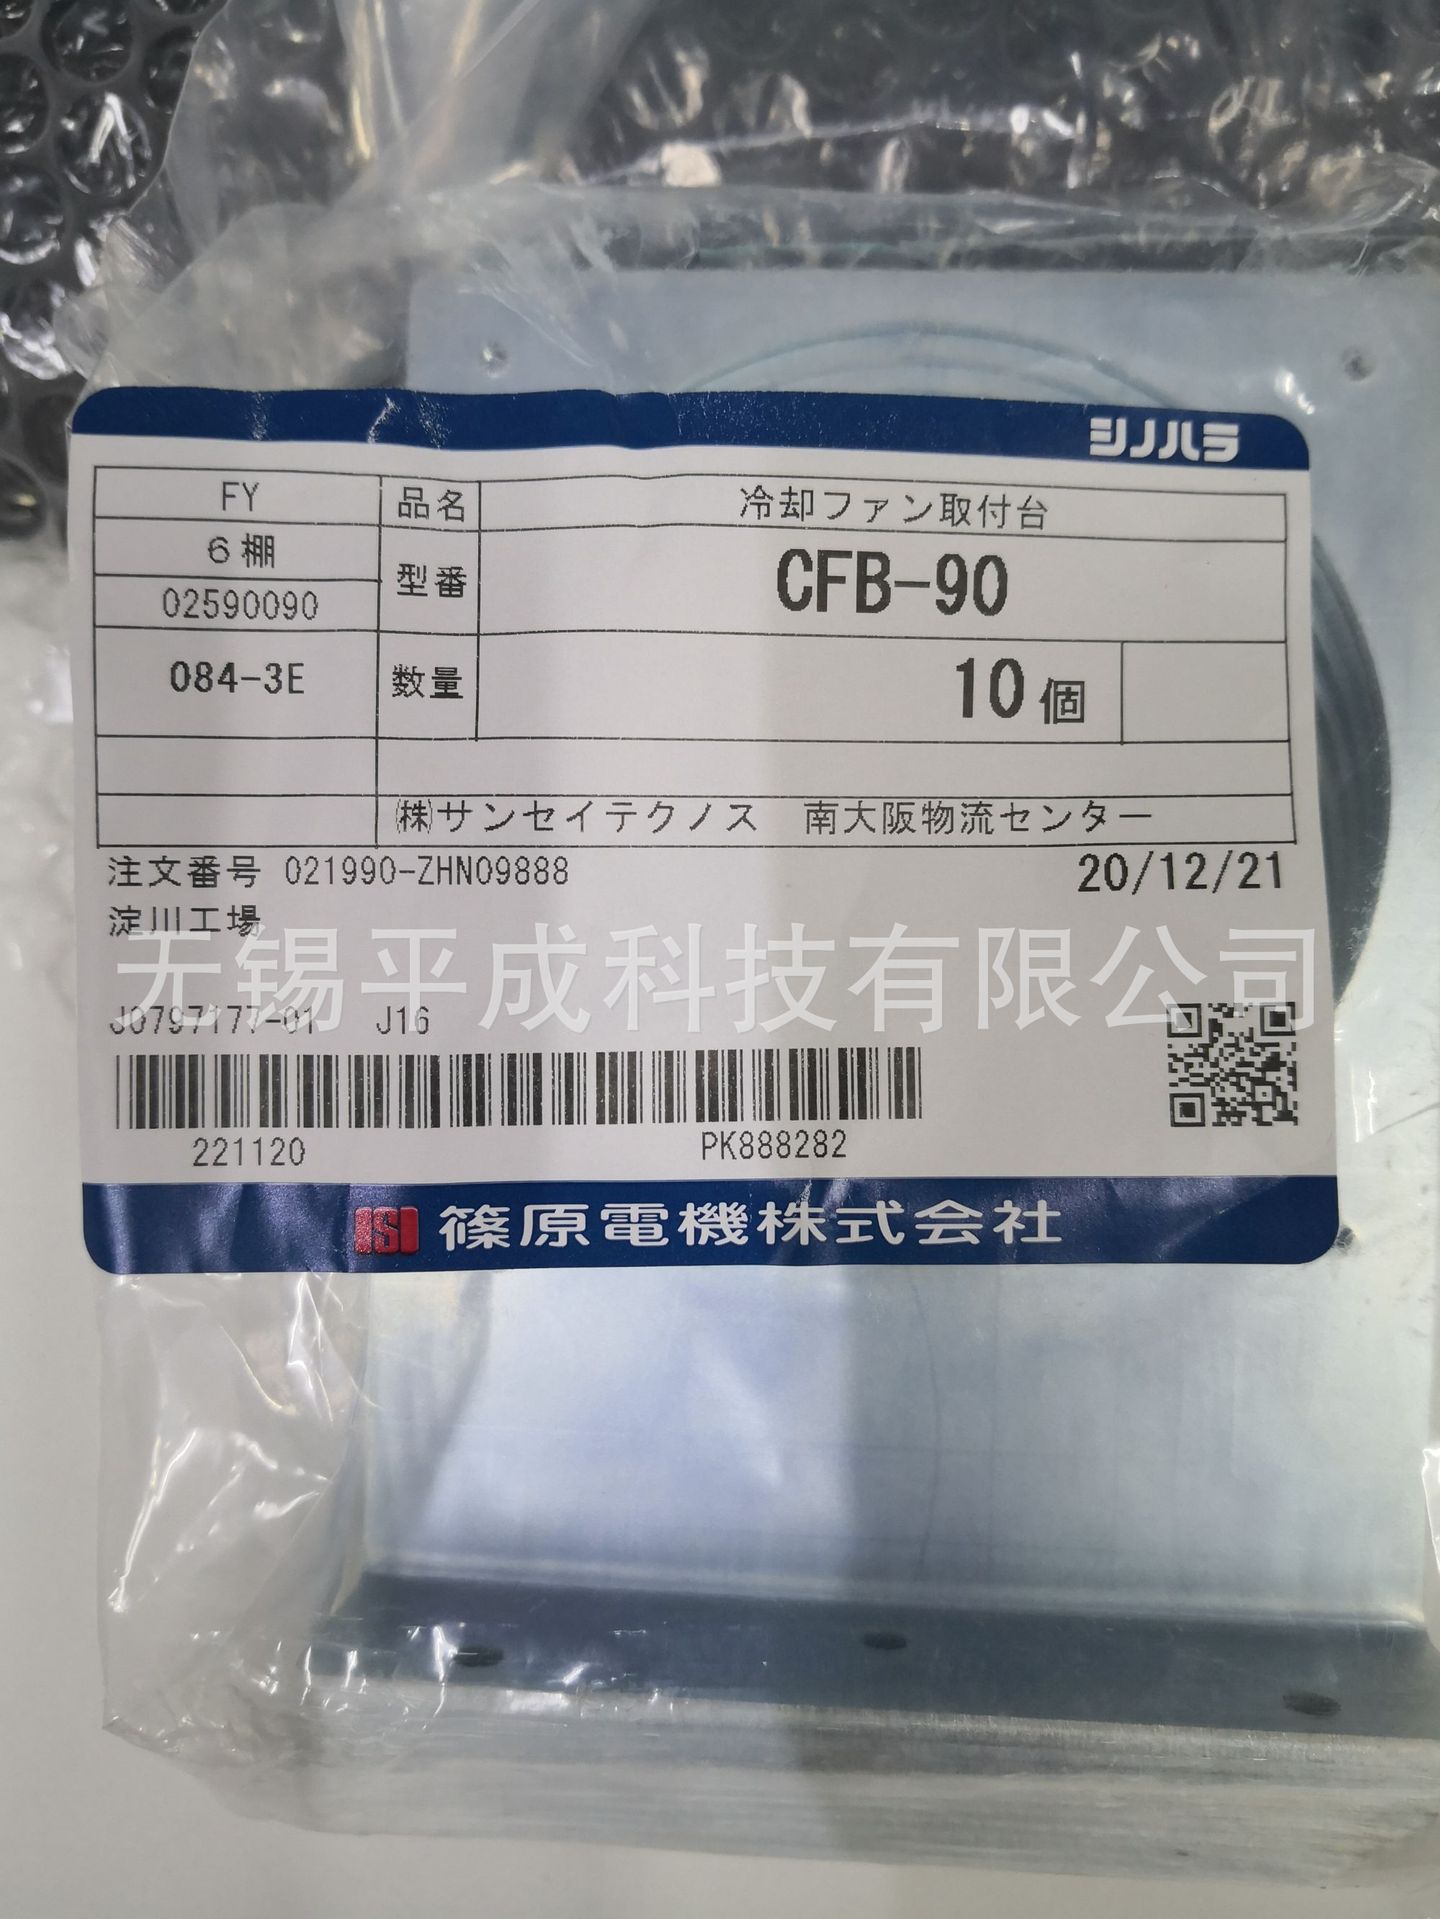 シノハラ
FY 品名 冷却ファン取付台
6棚 型番 CFB-90
02590090
084-3E 数量 10個
㈱サンセイテクノス 南大阪物流センター
注文番号 021990-ZHN09888 20/12/21
淀川工場
无锡平成科技有限公司
J0797177-01 J16
221120 PK888282
ISI 篠原電機株式会社